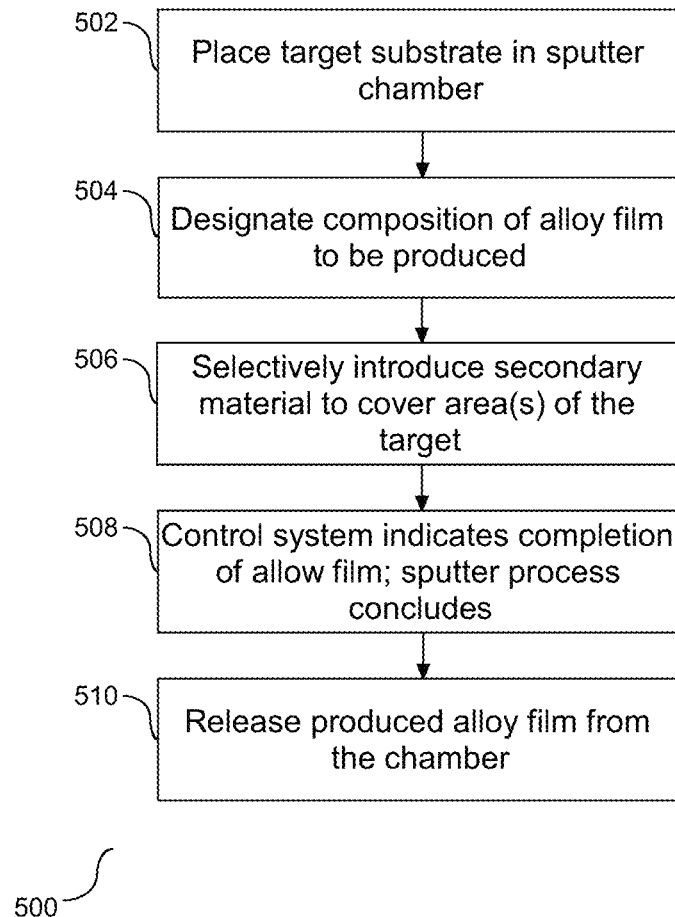 502
Place target substrate in sputter
chamber
504
Designate composition of alloy film
to be produced
506
Selectively introduce secondary
material to cover area(s) of the
target
508
Control system indicates completion
of allow film; sputter process
concludes
510
Release produced alloy film from
the chamber
500